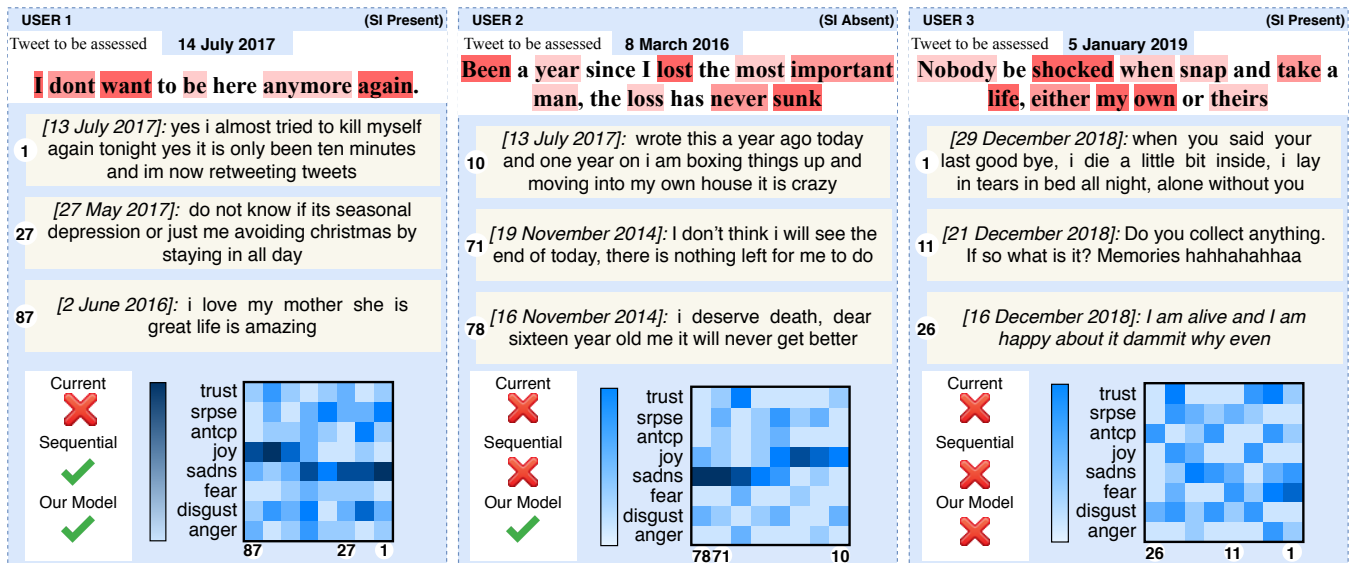 USER 1 (SI Present)
Tweet to be assessed 14 July 2017
I dont want to be here anymore again.
1
[13 July 2017]: yes i almost tried to kill myself
again tonight yes it is only been ten minutes
and im now retweeting tweets
27
[27 May 2017]: do not know if its seasonal
depression or just me avoiding christmas by
staying in all day
87
[2 June 2016]: i love my mother she is
great life is amazing
Current
Sequential
Our Model
trust
srpse
antcp
joy
sadns
fear
disgust
anger
87 27 1
USER 2 (SI Absent)
Tweet to be assessed 8 March 2016
Been a year since I lost the most important
man, the loss has never sunk
10
[13 July 2017]: wrote this a year ago today
and one year on i am boxing things up and
moving into my own house it is crazy
71
[19 November 2014]: I don't think i will see the
end of today, there is nothing left for me to do
78
[16 November 2014]: i deserve death, dear
sixteen year old me it will never get better
Current
Sequential
Our Model
trust
srpse
antcp
joy
sadns
fear
disgust
anger
78 71 10
USER 3 (SI Present)
Tweet to be assessed 5 January 2019
Nobody be shocked when snap and take a
life, either my own or theirs
1
[29 December 2018]: when you said your
last good bye, i die a little bit inside, i lay
in tears in bed all night, alone without you
11
[21 December 2018]: Do you collect anything.
If so what is it? Memories hahhahahhaa
26
[16 December 2018]: I am alive and I am
happy about it dammit why even
Current
Sequential
Our Model
trust
srpse
antcp
joy
sadns
fear
disgust
anger
26 11 1